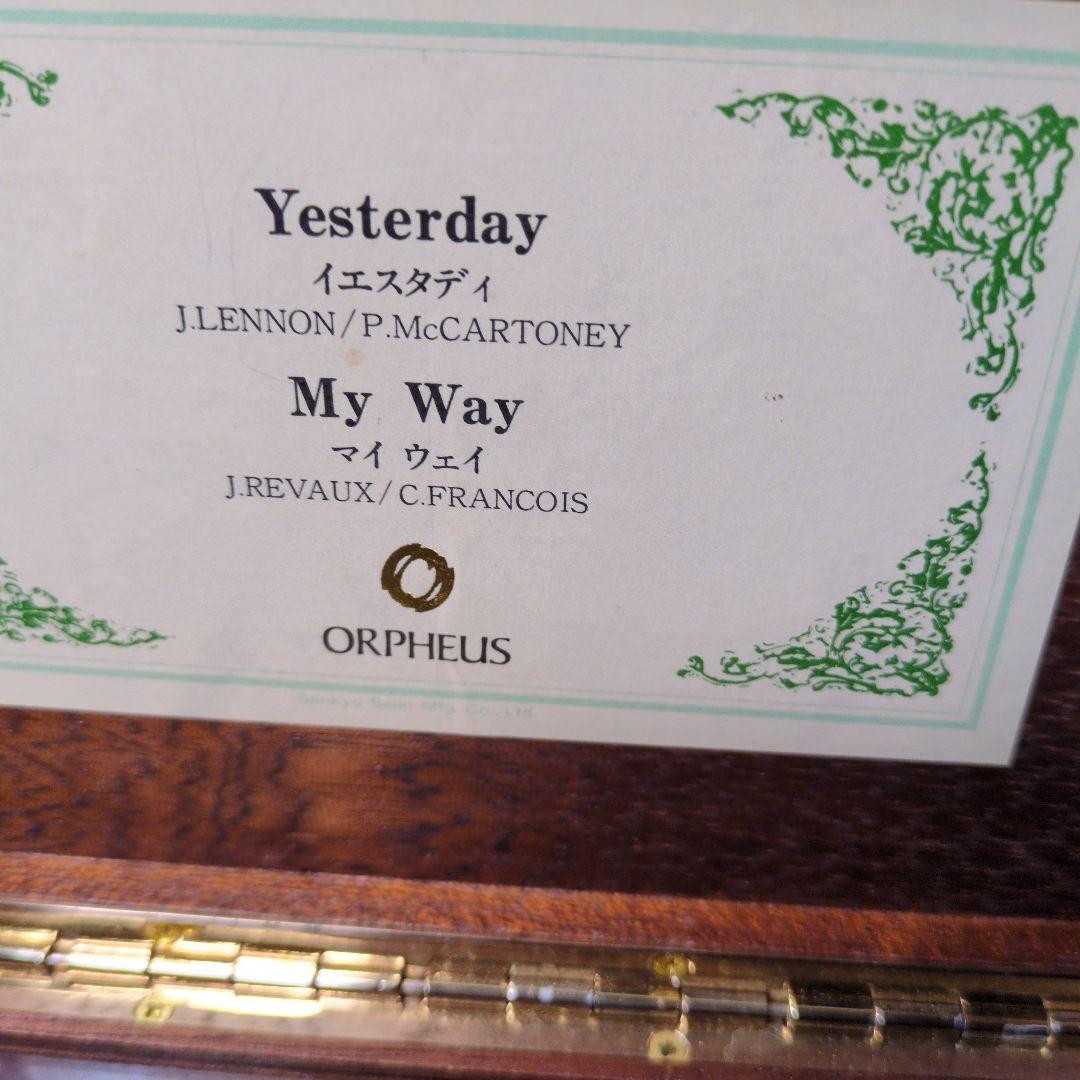 Yesterday
イエスタデイ
J.LENNON/P.McCARTONEY
My Way
マイ ウェイ
J.REVAUX/C.FRANCOIS
ORPHEUS
Sankyo Seiki Mfg. Co., Ltd.